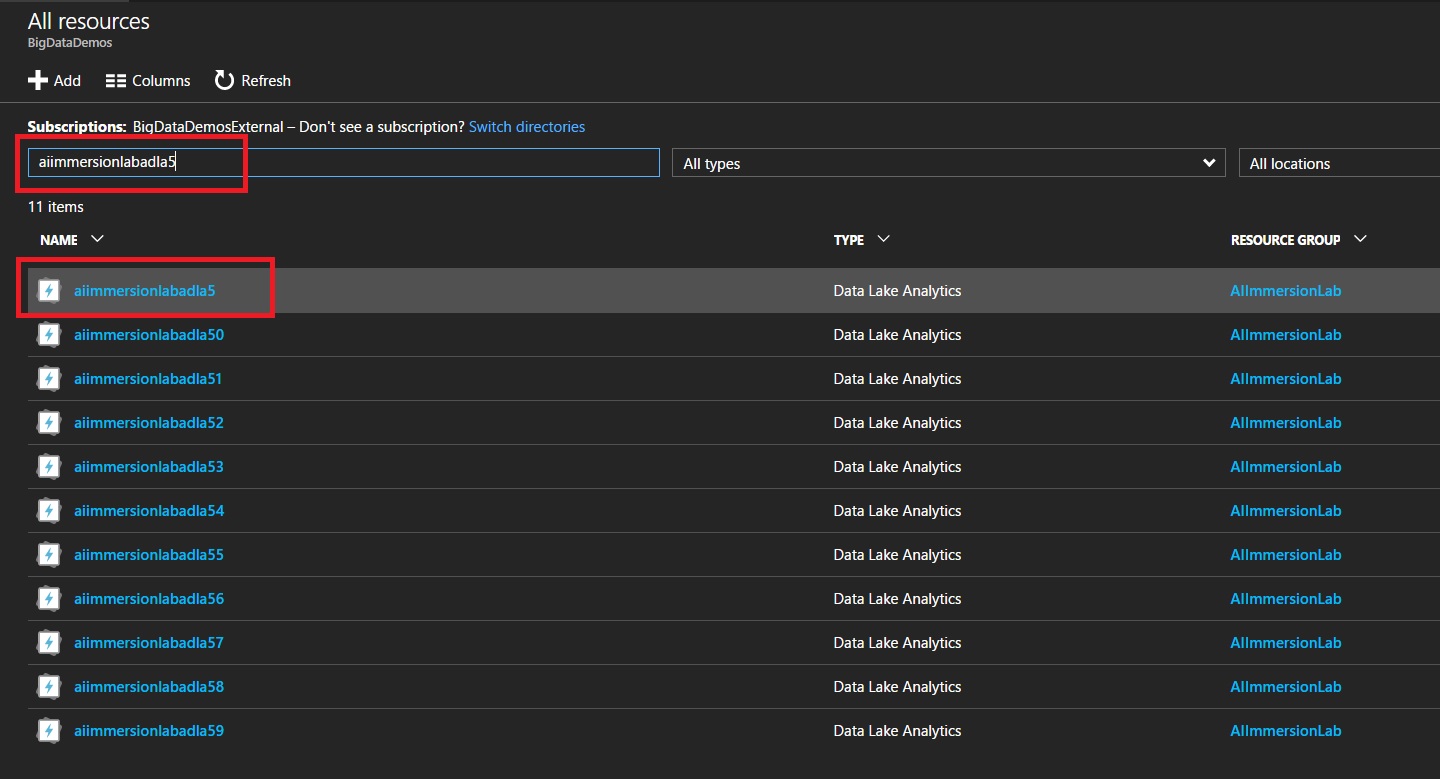 All resources
BigDataDemos
Add Columns Refresh
Subscriptions: BigDataDemosExternal – Don't see a subscription? Switch directories
aiimmersionlabadla5 All types All locations
11 items
NAME TYPE RESOURCE GROUP
aiimmersionlabadla5 Data Lake Analytics AIImmersionLab
aiimmersionlabadla50 Data Lake Analytics AIImmersionLab
aiimmersionlabadla51 Data Lake Analytics AIImmersionLab
aiimmersionlabadla52 Data Lake Analytics AIImmersionLab
aiimmersionlabadla53 Data Lake Analytics AIImmersionLab
aiimmersionlabadla54 Data Lake Analytics AIImmersionLab
aiimmersionlabadla55 Data Lake Analytics AIImmersionLab
aiimmersionlabadla56 Data Lake Analytics AIImmersionLab
aiimmersionlabadla57 Data Lake Analytics AIImmersionLab
aiimmersionlabadla58 Data Lake Analytics AIImmersionLab
aiimmersionlabadla59 Data Lake Analytics AIImmersionLab